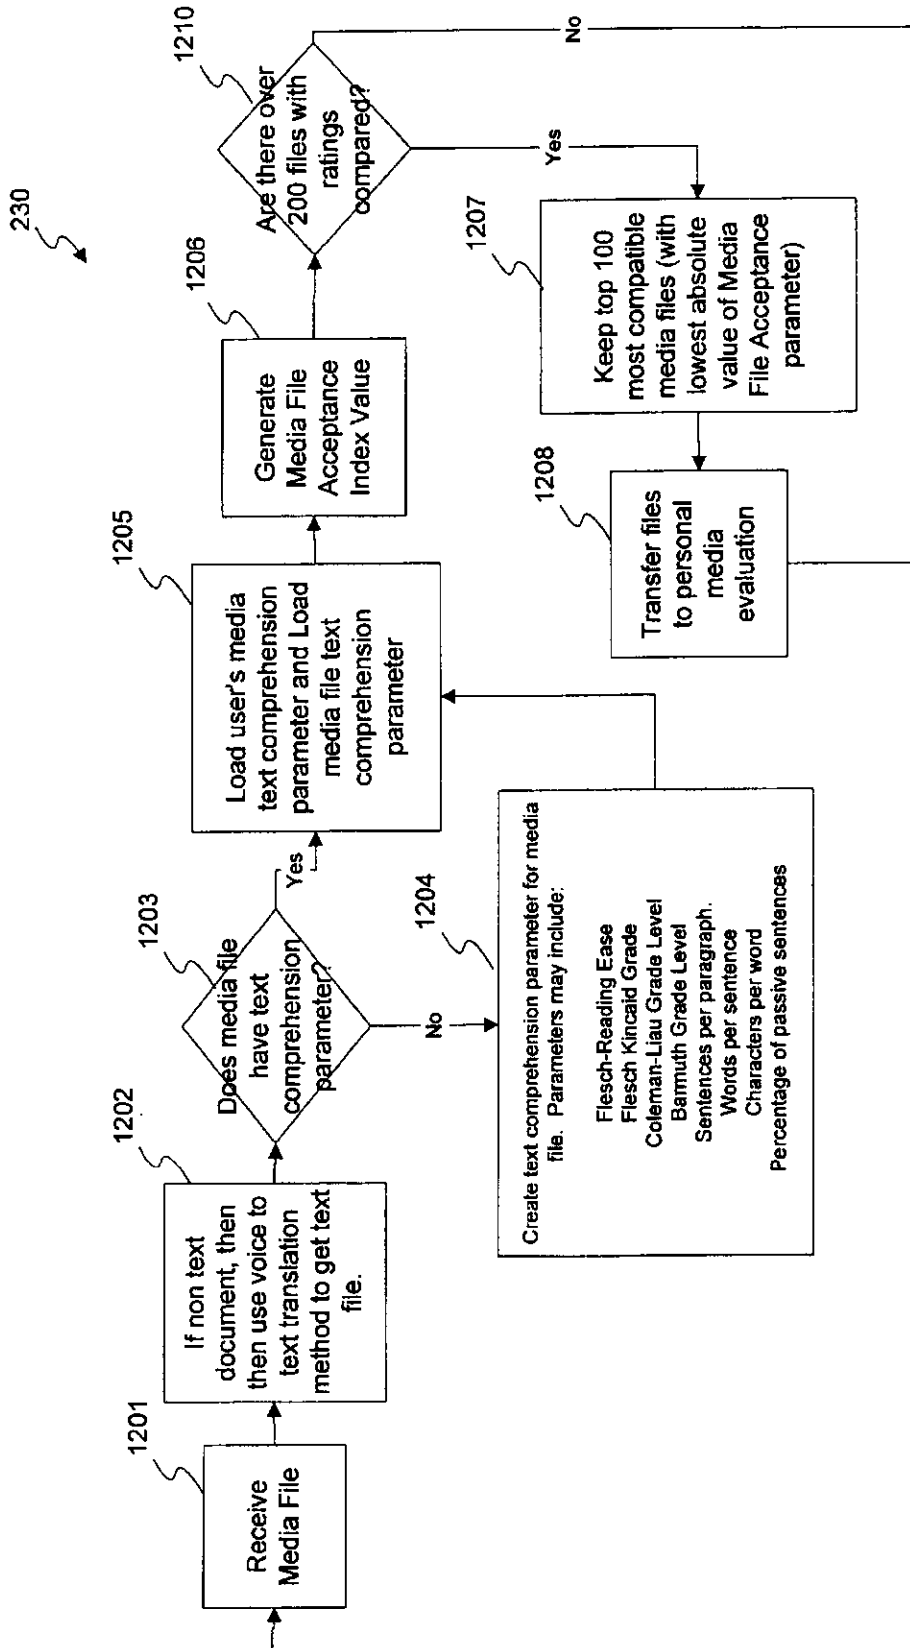 230
1201
Receive
Media File
1202
If non text
document, then
then use voice to
text translation
method to get text
file.
1203
Does media file
have text
comprehension
parameter?
Yes
No
1204
Create text comprehension parameter for media
file. Parameters may include:
Flesch-Reading Ease
Flesch Kincaid Grade
Coleman-Liau Grade Level
Barmuth Grade Level
Sentences per paragraph.
Words per sentence
Characters per word
Percentage of passive sentences
1205
Load user's media
text comprehension
parameter and Load
media file text
comprehension
parameter
1206
Generate
Media File
Acceptance
Index Value
1210
Are there over
200 files with
ratings
compared?
No
Yes
1207
Keep top 100
most compatible
media files (with
lowest absolute
value of Media
File Acceptance
parameter)
1208
Transfer files
to personal
media
evaluation